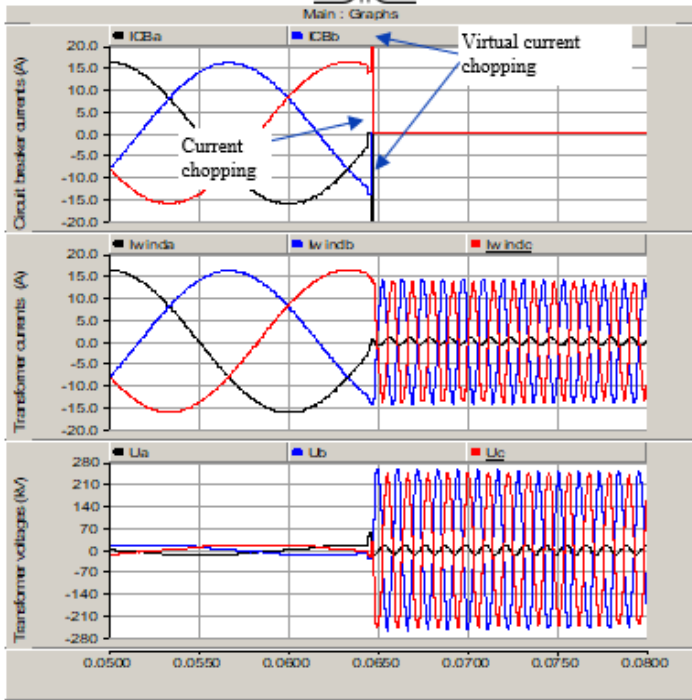 Main : Graphs
ICBa ICBb
Virtual current
chopping
Current
chopping
Circuit breaker currents (A)
20.0
15.0
10.0
5.0
0.0
-5.0
-10.0
-15.0
-20.0
Iwinda Iwindb Iwindc
Transformer currents (A)
20.0
15.0
10.0
5.0
0.0
-5.0
-10.0
-15.0
-20.0
Ua Ub Uc
Transformer voltages (kV)
280
210
140
70
0
-70
-140
-210
-280
0.0500 0.0550 0.0600 0.0650 0.0700 0.0750 0.0800